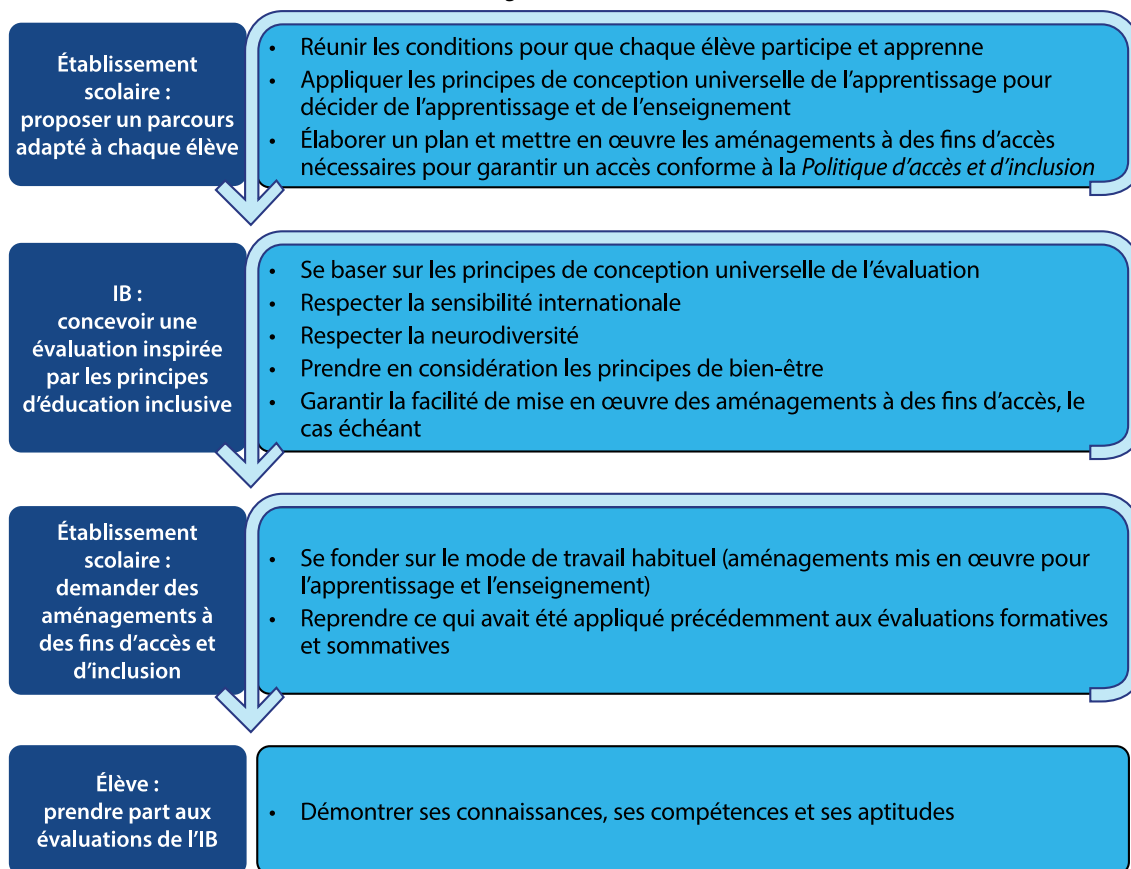 Établissement
scolaire :
proposer un parcours
adapté à chaque élève
• Réunir les conditions pour que chaque élève participe et apprenne
• Appliquer les principes de conception universelle de l’apprentissage pour
décider de l’apprentissage et de l’enseignement
• Élaborer un plan et mettre en œuvre les aménagements à des fins d’accès
nécessaires pour garantir un accès conforme à la Politique d’accès et d’inclusion
IB :
concevoir une
évaluation inspirée
par les principes
d’éducation inclusive
• Se baser sur les principes de conception universelle de l’évaluation
• Respecter la sensibilité internationale
• Respecter la neurodiversité
• Prendre en considération les principes de bien-être
• Garantir la facilité de mise en œuvre des aménagements à des fins d’accès, le
cas échéant
Établissement
scolaire :
demander des
aménagements à
des fins d’accès et
d’inclusion
• Se fonder sur le mode de travail habituel (aménagements mis en œuvre pour
l’apprentissage et l’enseignement)
• Reprendre ce qui avait été appliqué précédemment aux évaluations formatives
et sommatives
Élève :
prendre part aux
évaluations de l’IB
• Démontrer ses connaissances, ses compétences et ses aptitudes